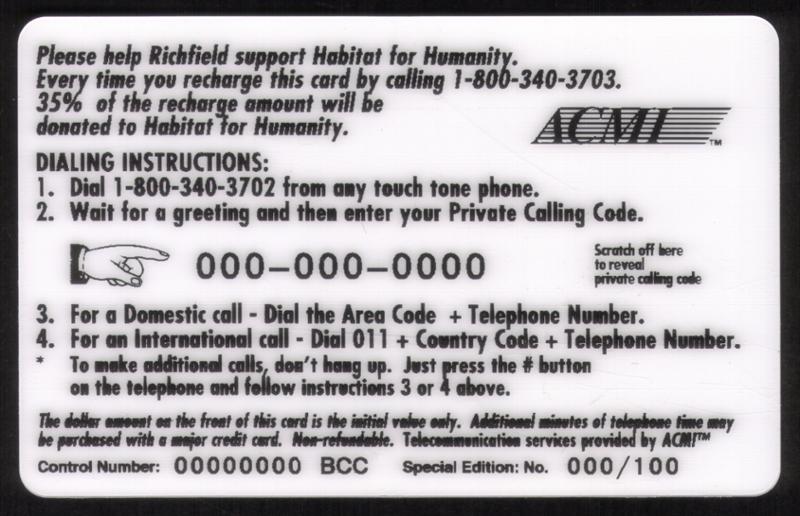 Please help Richfield support Habitat for Humanity.
Every time you recharge this card by calling 1-800-340-3703.
35% of the recharge amount will be
donated to Habitat for Humanity.
ACMI™
DIALING INSTRUCTIONS:
1. Dial 1-800-340-3702 from any touch tone phone.
2. Wait for a greeting and then enter your Private Calling Code.
000-000-0000
Scratch off here
to reveal
private calling code
3. For a Domestic call - Dial the Area Code + Telephone Number.
4. For an International call - Dial 011 + Country Code + Telephone Number.
* To make additional calls, don't hang up. Just press the # button
on the telephone and follow instructions 3 or 4 above.
The dollar amount on the front of this card is the initial value only. Additional minutes of telephone time may
be purchased with a major credit card. Non-refundable. Telecommunication services provided by ACMI™
Control Number: 00000000 BCC Special Edition: No. 000/100